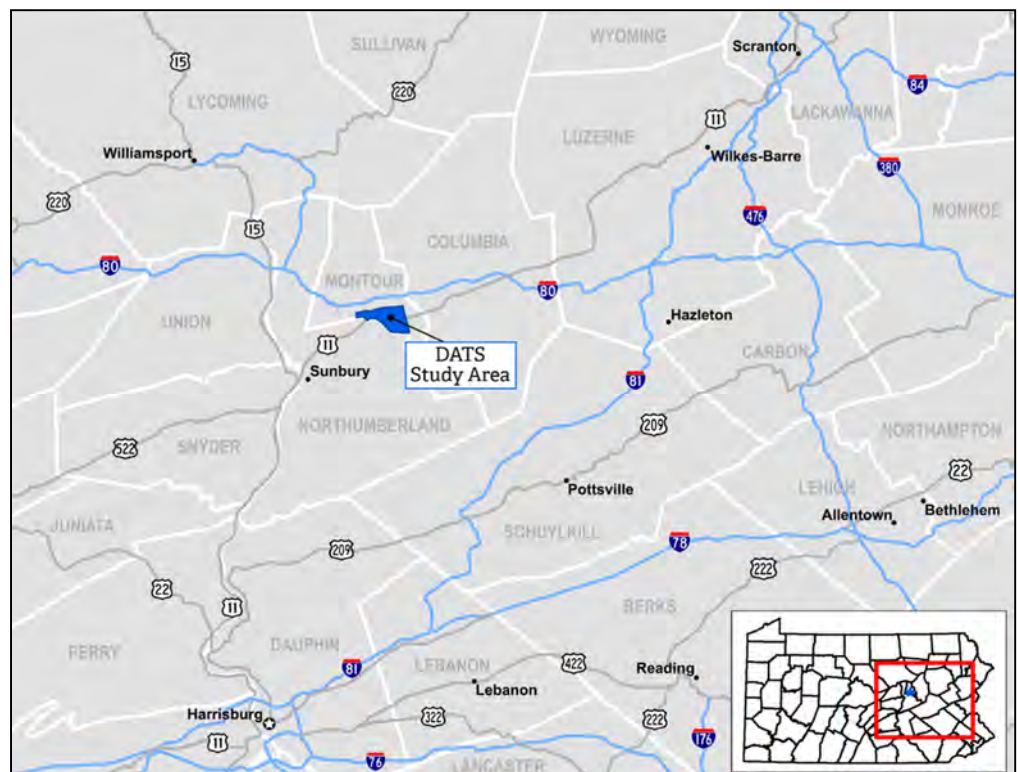 WYOMING
SULLIVAN
Scranton
15
84
LYCOMING
220
LACKAWANNA
11
LUZERNE
Williamsport
Wilkes-Barre
380
220
476
MONROE
15
COLUMBIA
80
MONTOUR
80
Hazleton
UNION
11
DATS
Study Area
CARBON
Sunbury
81
NORTHUMBERLAND
209
NORTHAMPTON
522
SNYDER
22
Pottsville
LEHIGH
Bethlehem
Allentown
JUNIATA
SCHUYLKILL
209
78
222
22
11
BERKS
PERRY
DAUPHIN
81
LEBANON
422
Reading
Lebanon
Harrisburg
322
222
11
176
76
LANCASTER